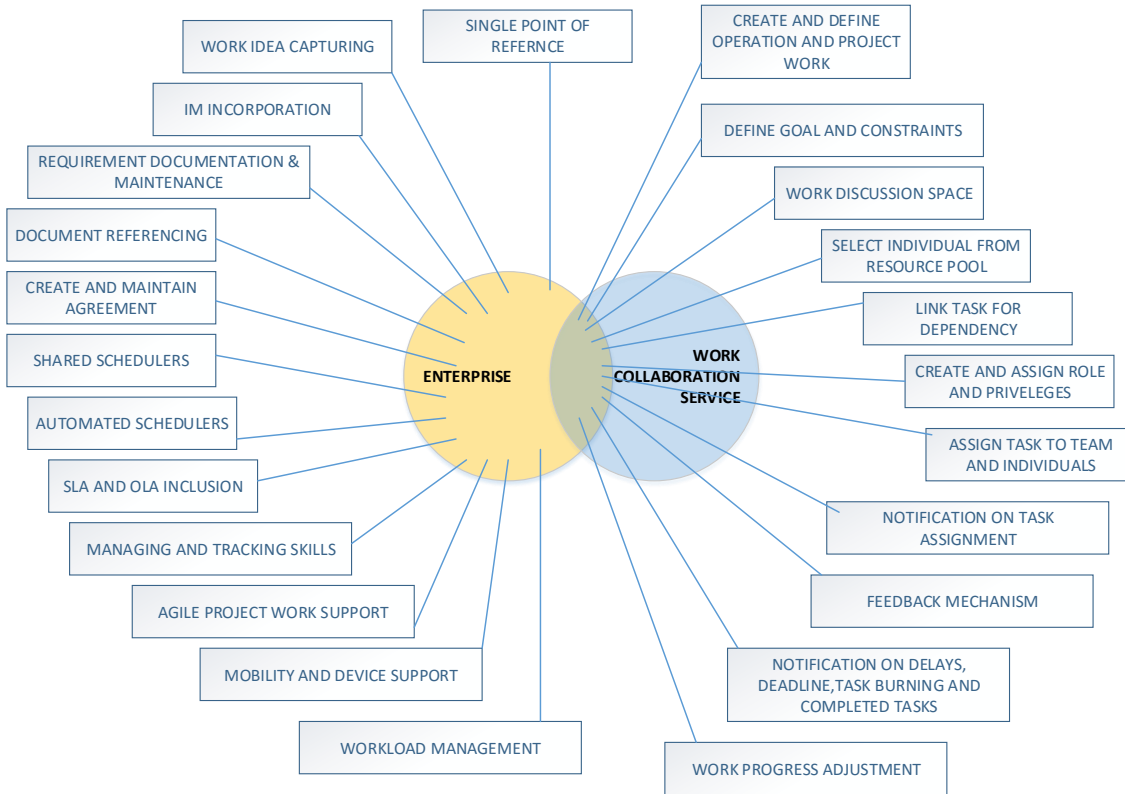 SINGLE POINT OF
REFERNCE
CREATE AND DEFINE
OPERATION AND PROJECT
WORK
WORK IDEA CAPTURING
IM INCORPORATION
DEFINE GOAL AND CONSTRAINTS
REQUIREMENT DOCUMENTATION &
MAINTENANCE
WORK DISCUSSION SPACE
DOCUMENT REFERENCING
SELECT INDIVIDUAL FROM
RESOURCE POOL
CREATE AND MAINTAIN
AGREEMENT
LINK TASK FOR
DEPENDENCY
SHARED SCHEDULERS
ENTERPRISE
WORK
COLLABORATION
SERVICE
CREATE AND ASSIGN ROLE
AND PRIVELEGES
AUTOMATED SCHEDULERS
ASSIGN TASK TO TEAM
AND INDIVIDUALS
SLA AND OLA INCLUSION
NOTIFICATION ON TASK
ASSIGNMENT
MANAGING AND TRACKING SKILLS
AGILE PROJECT WORK SUPPORT
FEEDBACK MECHANISM
MOBILITY AND DEVICE SUPPORT
NOTIFICATION ON DELAYS,
DEADLINE,TASK BURNING AND
COMPLETED TASKS
WORKLOAD MANAGEMENT
WORK PROGRESS ADJUSTMENT